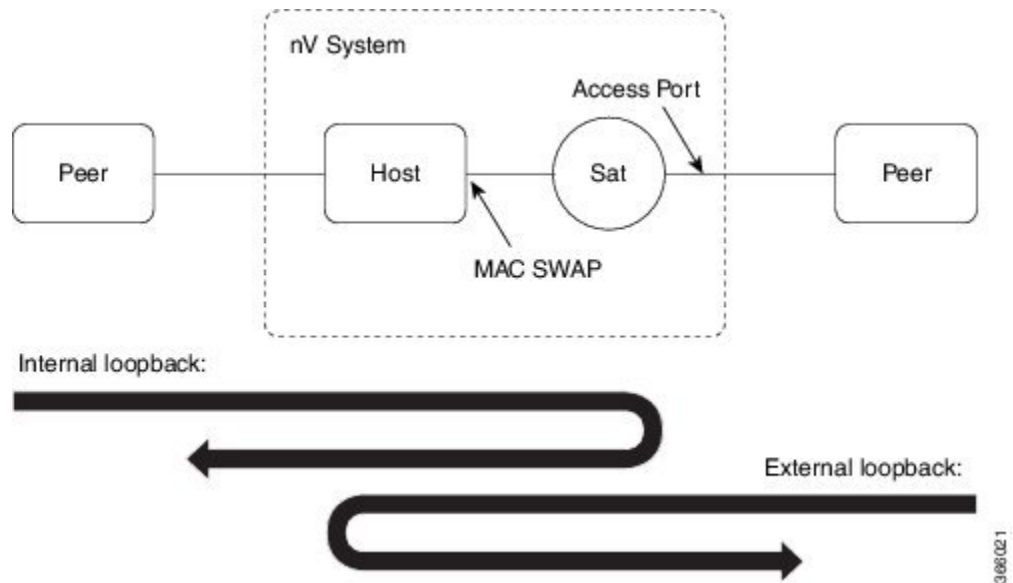 nV System
Access Port
Peer
Host
Sat
Peer
MAC SWAP
Internal loopback:
External loopback:
366021